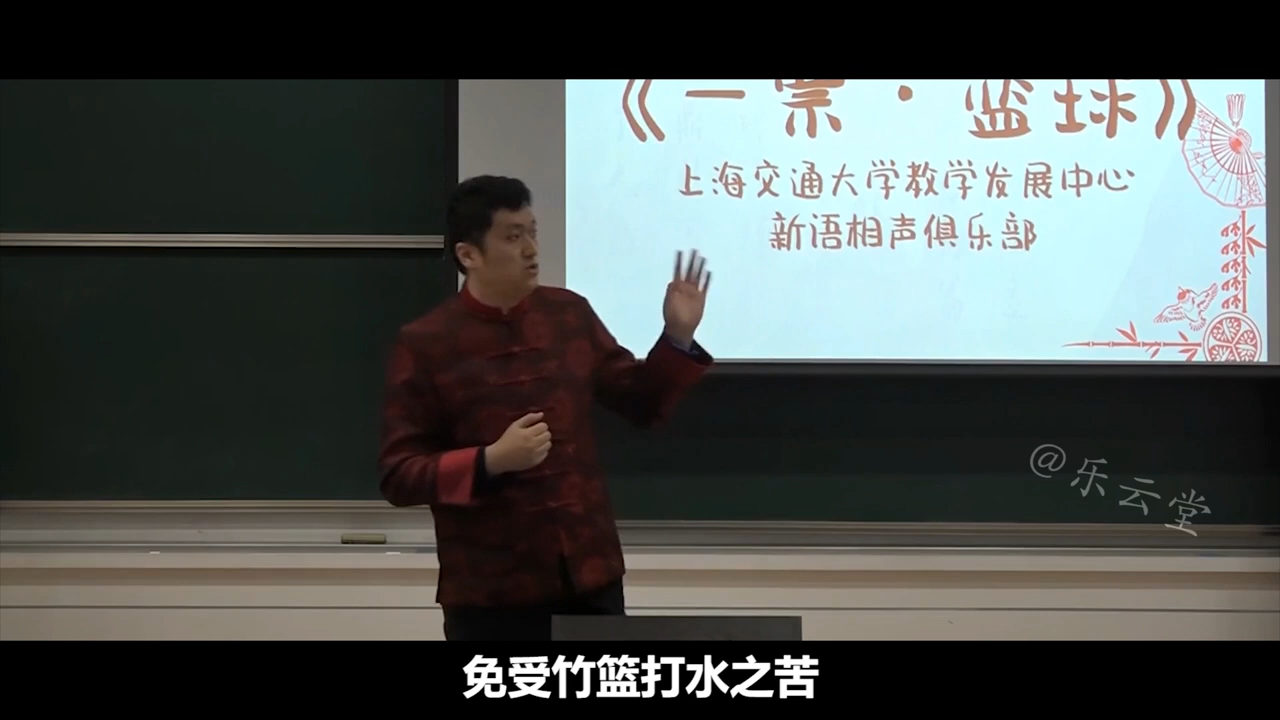 《一票·篮球》
上海交通大学教学发展中心
新语相声俱乐部
@乐云堂
免受竹篮打水之苦